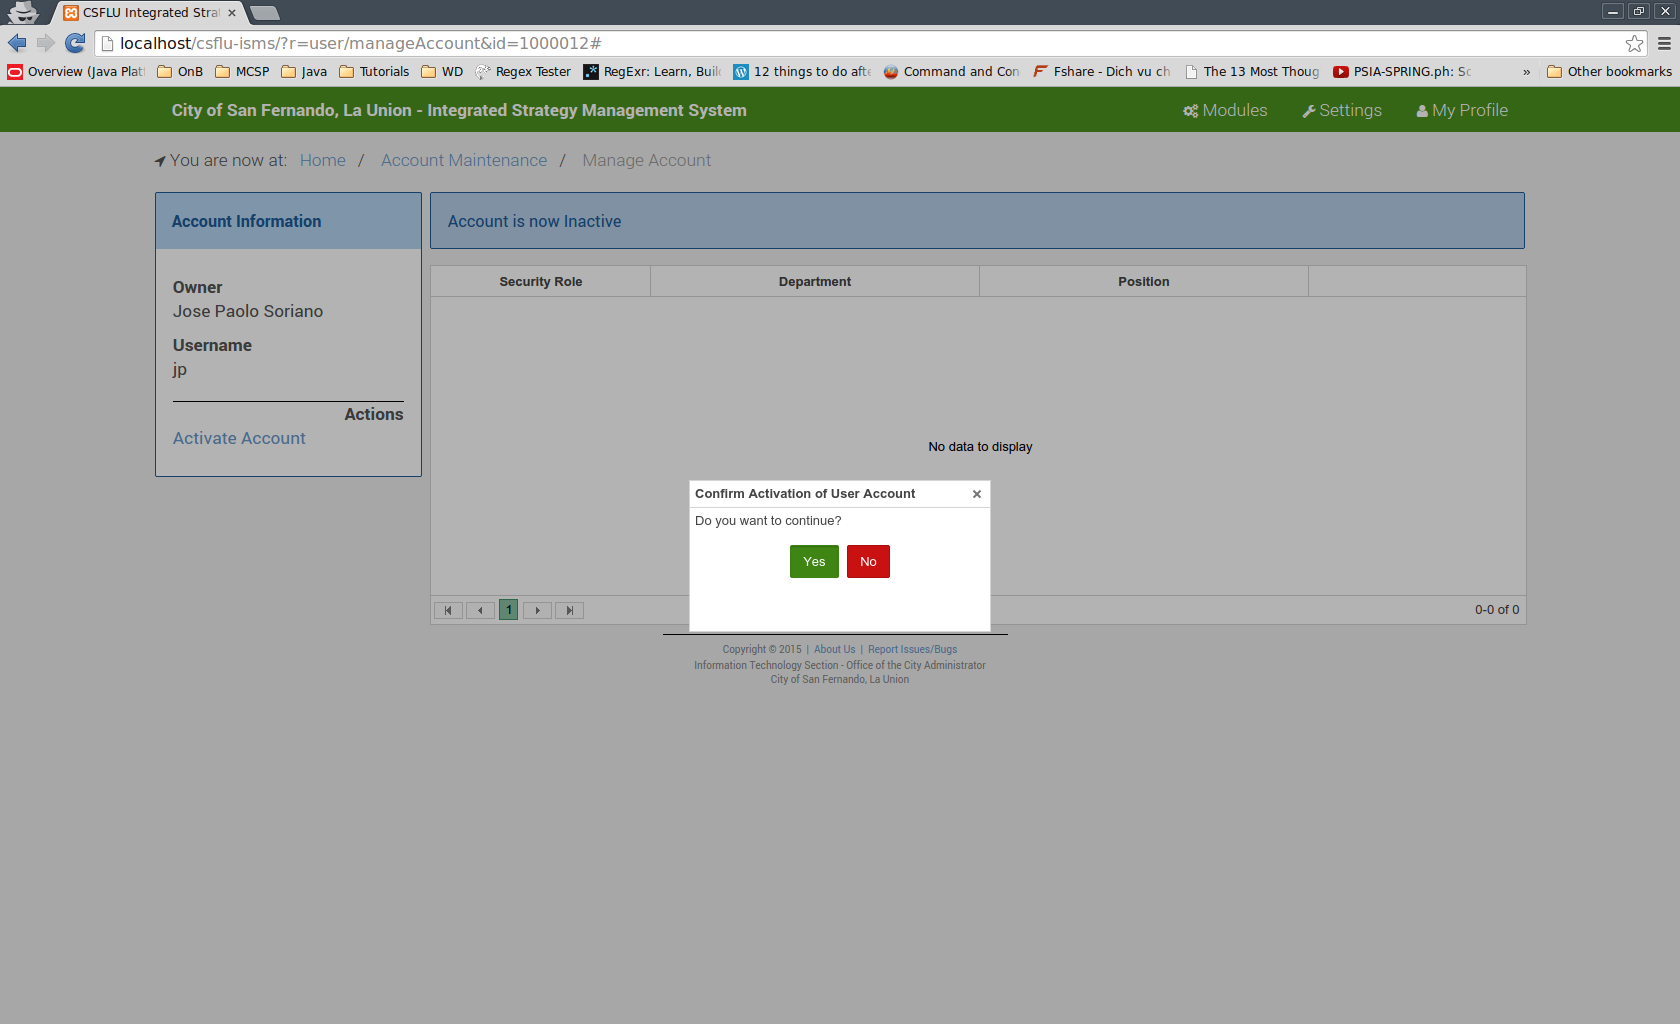 CSFLU Integrated Stra
localhost/csflu-isms/?r=user/manageAccount&id=1000012#
Overview (Java Plat OnB MCSP Java Tutorials WD Regex Tester RegExr: Learn, Buil 12 things to do afte Command and Con Fshare - Dich vu ch The 13 Most Thoug PSIA-SPRING.ph: Sc » Other bookmarks
City of San Fernando, La Union - Integrated Strategy Management System Modules Settings My Profile
You are now at: Home / Account Maintenance / Manage Account
Account Information
Account is now Inactive
Owner
Jose Paolo Soriano
Username
jp
Actions
Activate Account
Security Role Department Position
No data to display
Confirm Activation of User Account ×
Do you want to continue?
Yes No
1 0-0 of 0
Copyright © 2015 | About Us | Report Issues/Bugs
Information Technology Section - Office of the City Administrator
City of San Fernando, La Union